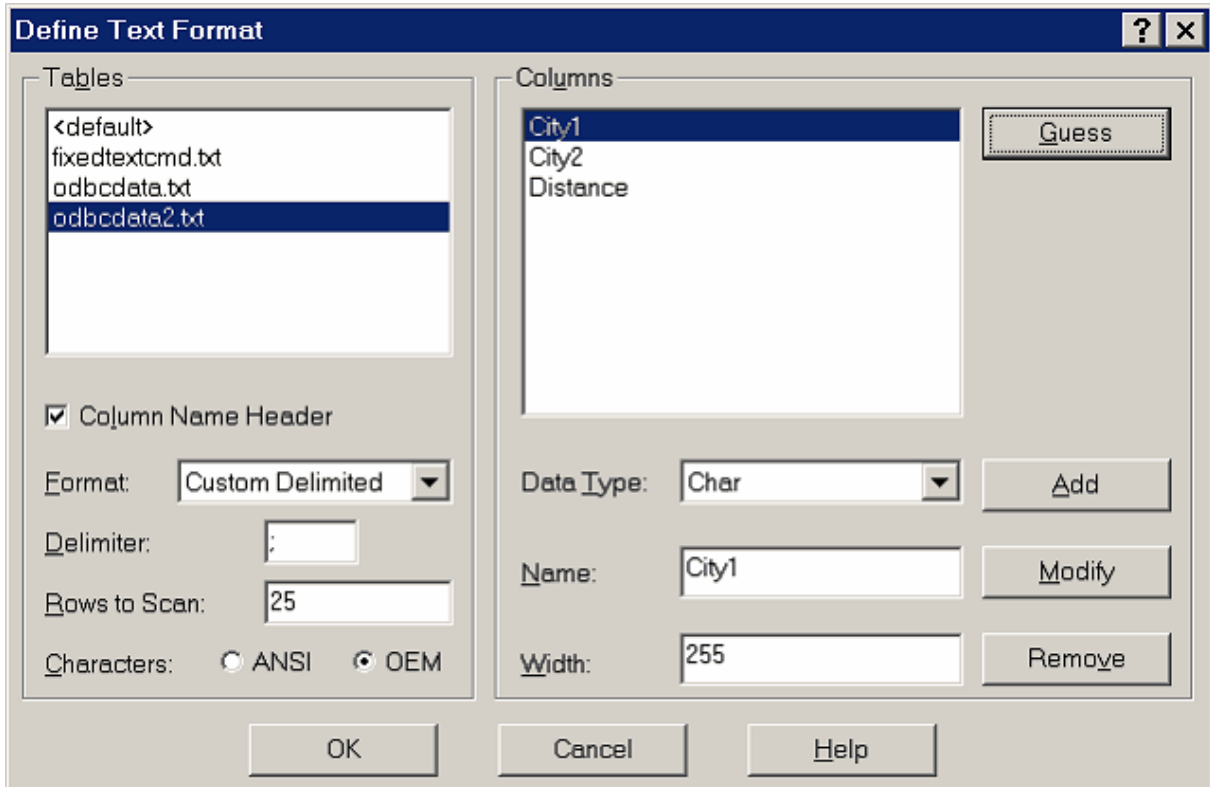 Define Text Format
Tables
<default>
fixedtextcmd.txt
odbcdata.txt
odbcdata2.txt
Column Name Header
Format: Custom Delimited
Delimiter: ;
Rows to Scan: 25
Characters: ANSI OEM
Columns
City1
City2
Distance
Guess
Data Type: Char
Add
Name: City1
Modify
Width: 255
Remove
OK Cancel Help